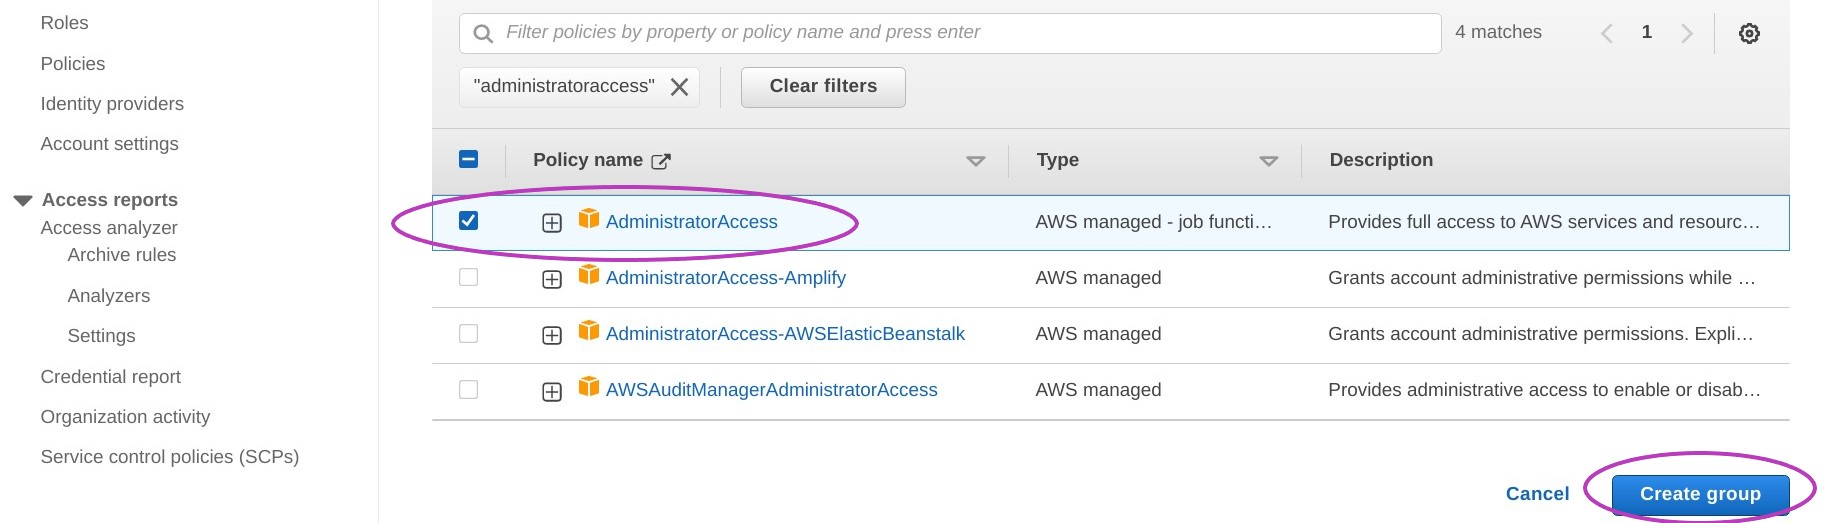 Roles
Policies
Identity providers
Account settings
Access reports
Access analyzer
Archive rules
Analyzers
Settings
Credential report
Organization activity
Service control policies (SCPs)
Filter policies by property or policy name and press enter
4 matches
1
"administratoraccess"
Clear filters
Policy name Type Description
AdministratorAccess AWS managed - job functi… Provides full access to AWS services and resourc…
AdministratorAccess-Amplify AWS managed Grants account administrative permissions while …
AdministratorAccess-AWSElasticBeanstalk AWS managed Grants account administrative permissions. Expli…
AWSAuditManagerAdministratorAccess AWS managed Provides administrative access to enable or disab…
Cancel
Create group